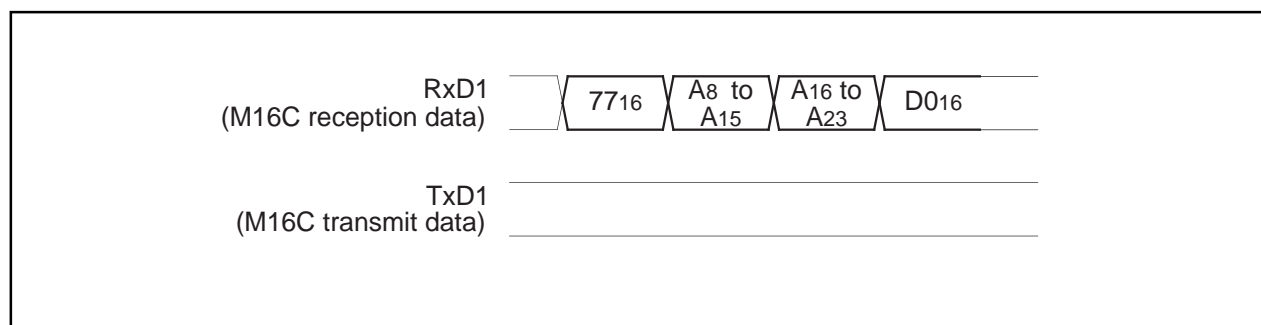 RxD1
(M16C reception data)
7716
A8 to
A15
A16 to
A23
D016
TxD1
(M16C transmit data)